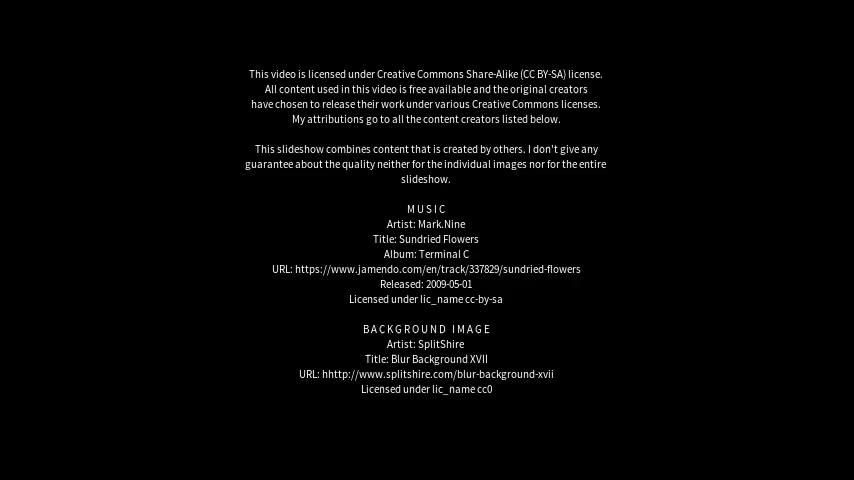 This video is licensed under Creative Commons Share-Alike (CC BY-SA) license.
All content used in this video is free available and the original creators
have chosen to release their work under various Creative Commons licenses.
My attributions go to all the content creators listed below.
This slideshow combines content that is created by others. I don't give any
guarantee about the quality neither for the individual images nor for the entire
slideshow.
MUSIC
Artist: Mark.Nine
Title: Sundried Flowers
Album: Terminal C
URL: https://www.jamendo.com/en/track/337829/sundried-flowers
Released: 2009-05-01
Licensed under lic_name cc-by-sa
BACKGROUND IMAGE
Artist: SplitShire
Title: Blur Background XVII
URL: hhttp://www.splitshire.com/blur-background-xvii
Licensed under lic_name cc0